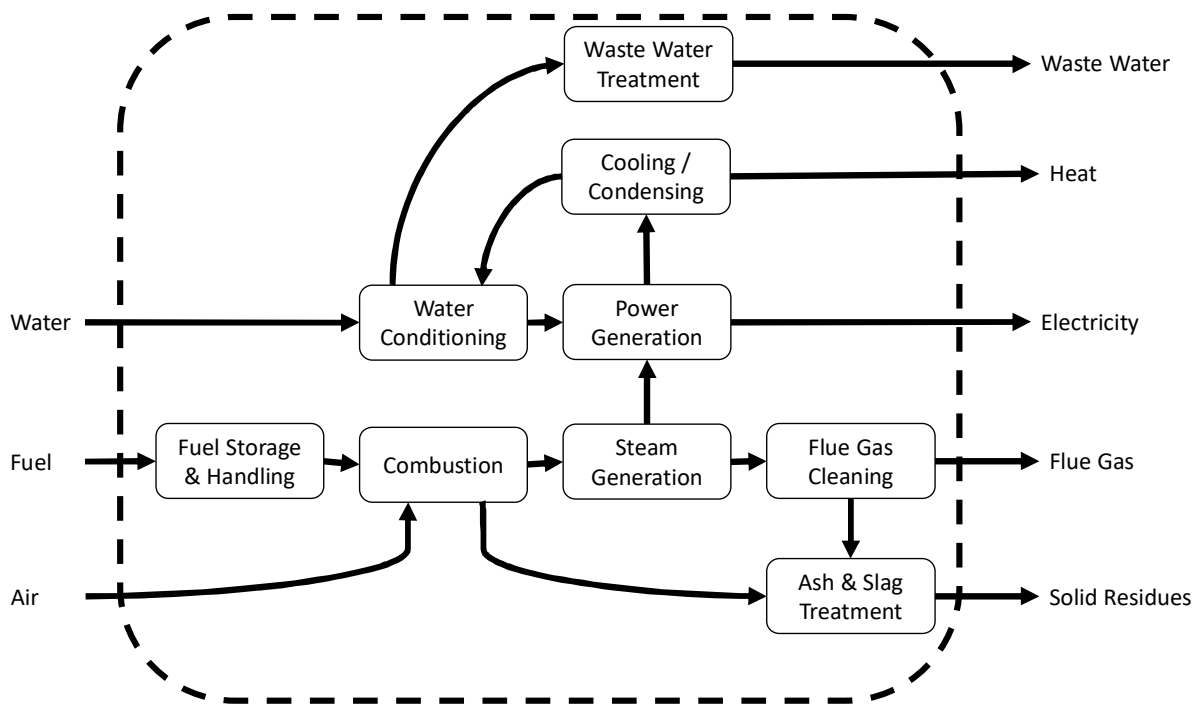 Waste Water
Treatment
Waste Water
Cooling /
Condensing
Heat
Water
Water
Conditioning
Power
Generation
Electricity
Fuel
Fuel Storage
& Handling
Combustion
Steam
Generation
Flue Gas
Cleaning
Flue Gas
Air
Ash & Slag
Treatment
Solid Residues